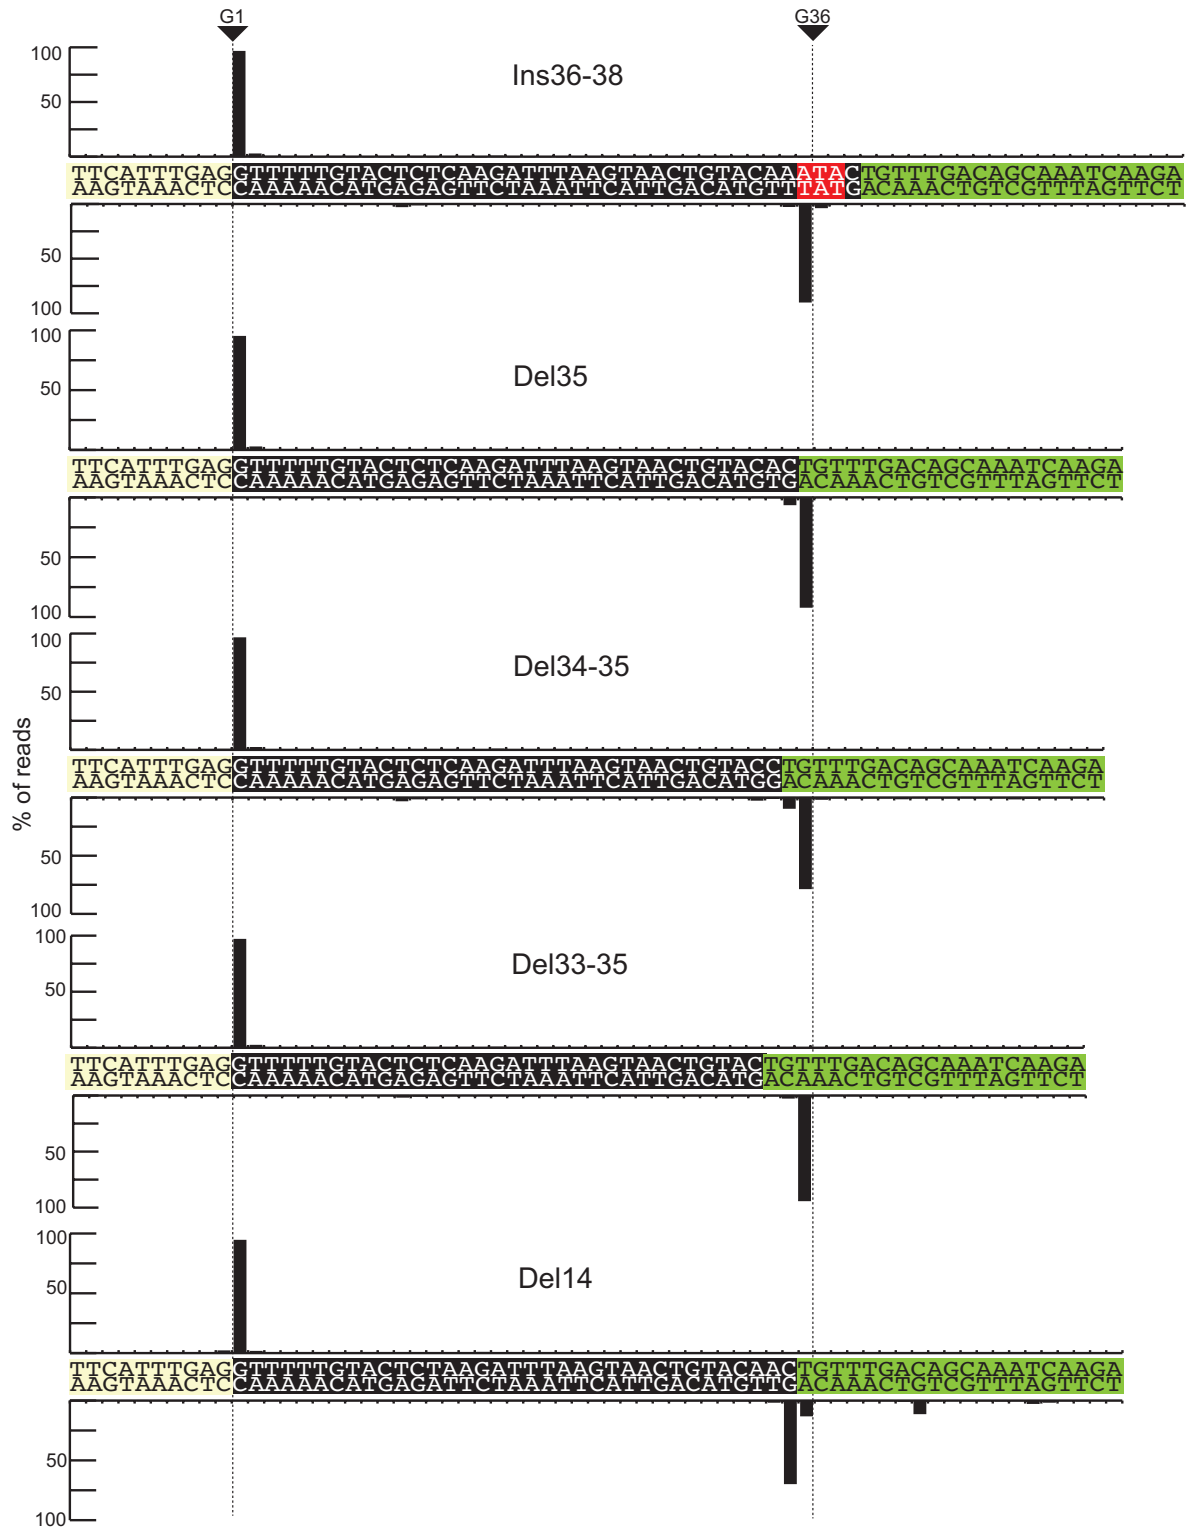 G1 G36
100
Ins36-38
50
TTCATTTGAGGTTTTTGTACTCTCAAGATTTAAGTAACTGTACAAATACTGTTTGACAGCAAATCAAGA
AAGTAAACTCCAAAAACATGAGAGTTCTAAATTCATTGACATGTTTATGACAAACTGTCGTTTAGTTCT
50
100
100
Del35
50
TTCATTTGAGGTTTTTGTACTCTCAAGATTTAAGTAACTGTACACTGTTTGACAGCAAATCAAGA
AAGTAAACTCCAAAAACATGAGAGTTCTAAATTCATTGACATGTGACAAACTGTCGTTTAGTTCT
50
100
100
Del34-35
50
% of reads
TTCATTTGAGGTTTTTGTACTCTCAAGATTTAAGTAACTGTACCTGTTTGACAGCAAATCAAGA
AAGTAAACTCCAAAAACATGAGAGTTCTAAATTCATTGACATGGACAAACTGTCGTTTAGTTCT
50
100
100
Del33-35
50
TTCATTTGAGGTTTTTGTACTCTCAAGATTTAAGTAACTGTACTGTTTGACAGCAAATCAAGA
AAGTAAACTCCAAAAACATGAGAGTTCTAAATTCATTGACATGACAAACTGTCGTTTAGTTCT
50
100
100
Del14
50
TTCATTTGAGGTTTTTGTACTCTAAGATTTAAGTAACTGTACAACTGTTTGACAGCAAATCAAGA
AAGTAAACTCCAAAAACATGAGATTCTAAATTCATTGACATGTTGACAAACTGTCGTTTAGTTCT
50
100